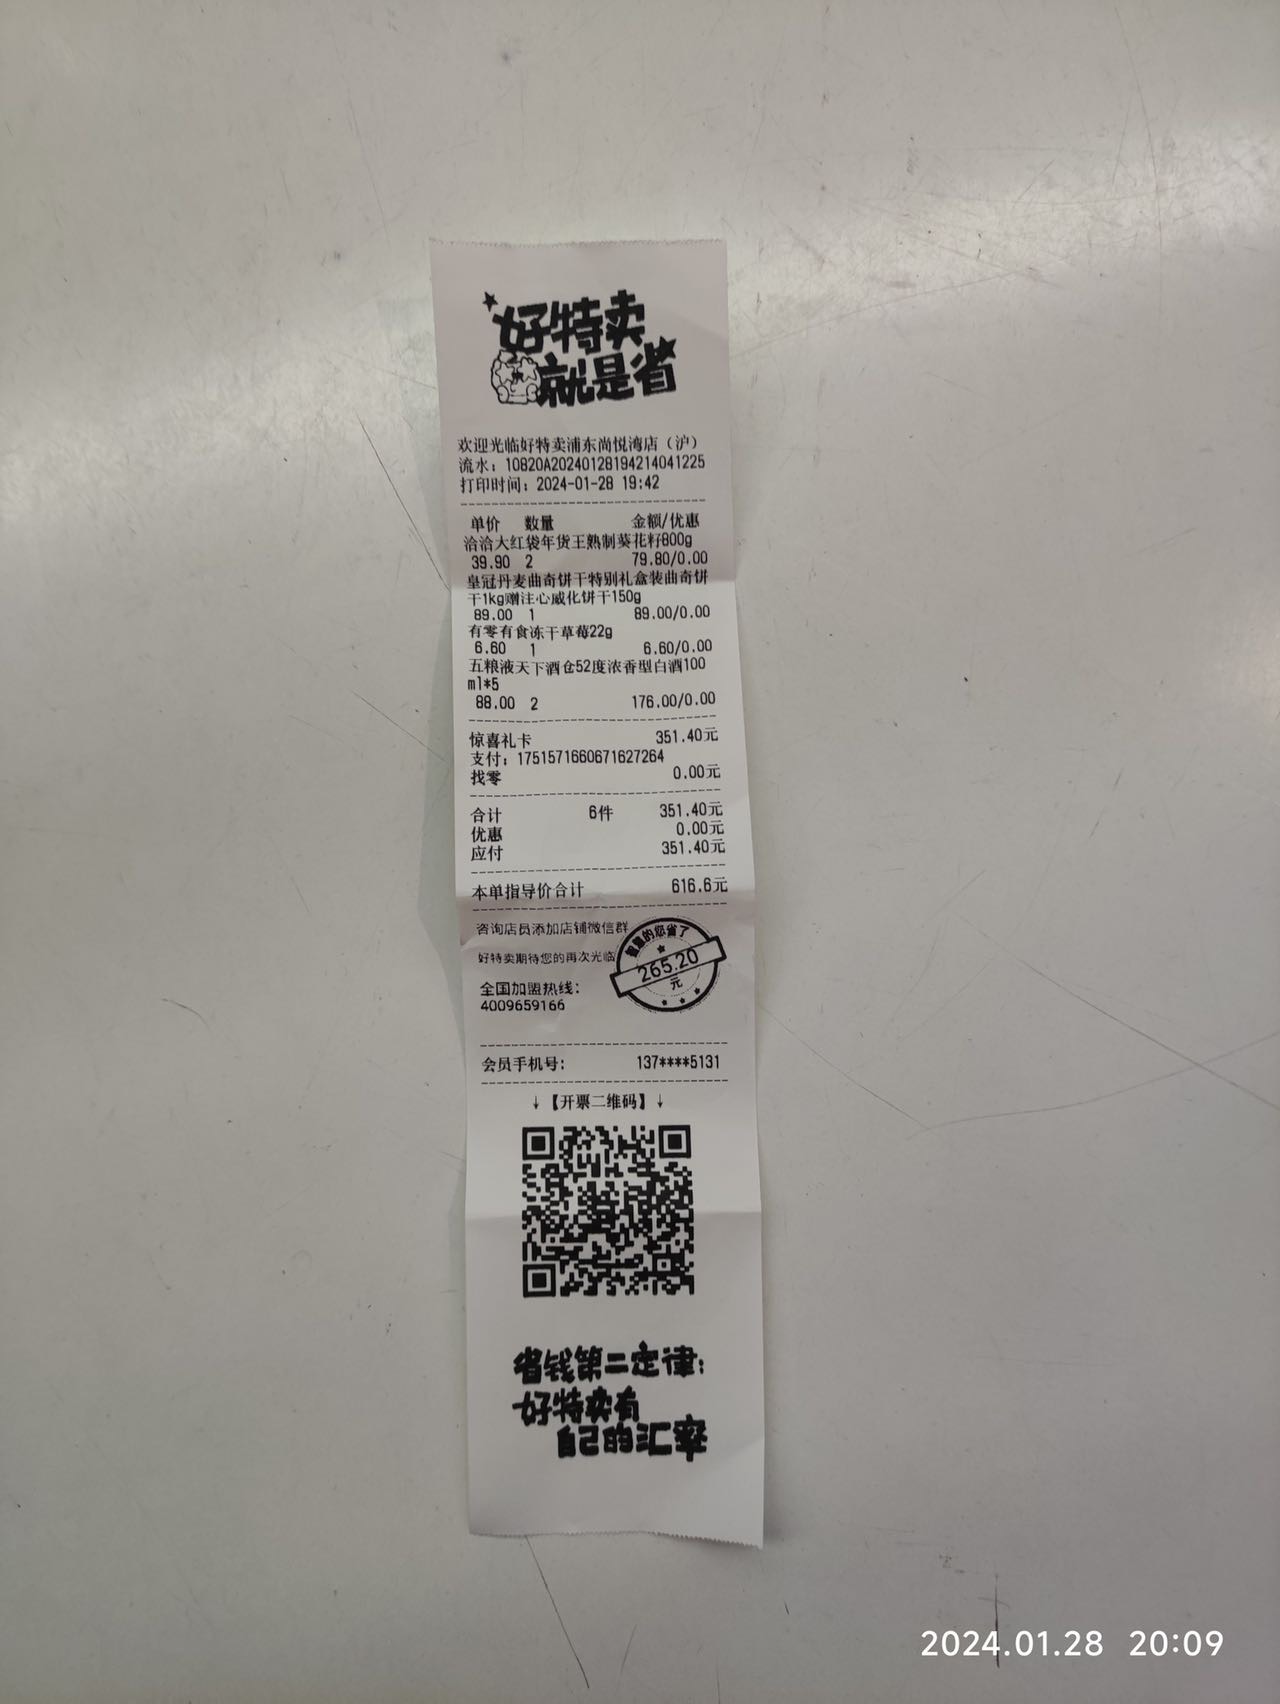 好特卖
就是省
欢迎光临好特卖浦东尚悦湾店（沪）
流水：10820A20240128194214041225
打印时间：2024-01-28 19:42
单价 数量 金额/优惠
洽洽大红袋年货王熟制葵花籽800g
39.90 2 79.80/0.00
皇冠丹麦曲奇饼干特别礼盒装曲奇饼
干1kg赠注心威化饼干150g
89.00 1 89.00/0.00
有零有食冻干草莓22g
6.60 1 6.60/0.00
五粮液天下酒仓52度浓香型白酒100
ml*5
88.00 2 176.00/0.00
惊喜礼卡 351.40元
支付：1751571660671627264
找零 0.00元
合计 6件 351.40元
优惠 0.00元
应付 351.40元
本单指导价合计 616.6元
咨询店员添加店铺微信群
好特卖期待您的再次光临
全国加盟热线：
4009659166
聪明的您省了
265.20
元
会员手机号: 137****5131
↓【开票二维码】↓
省钱第二定律：
好特卖有
自己的汇率
2024.01.28 20:09